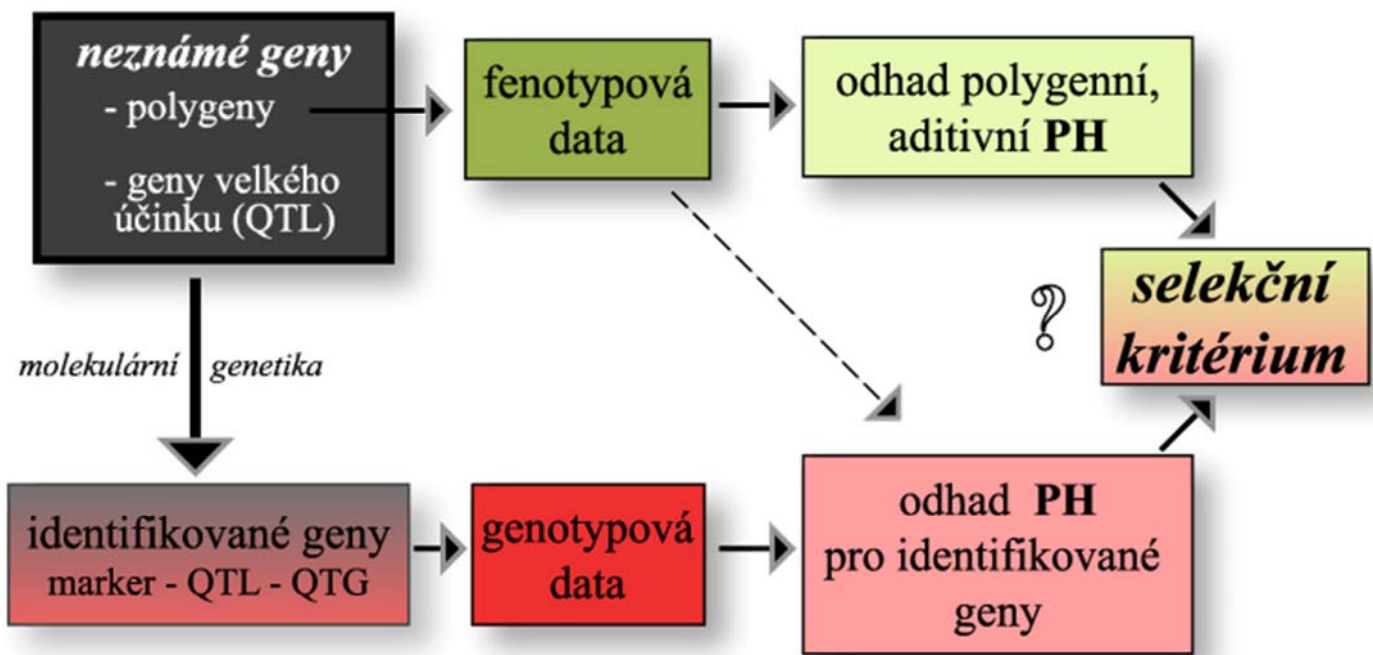 neznámé geny
- polygeny
- geny velkého
účinku (QTL)
fenotypová
data
odhad polygenní,
aditivní PH
selekční
kritérium
?
molekulární genetika
identifikované geny
marker - QTL - QTG
genotypová
data
odhad PH
pro identifikované
geny